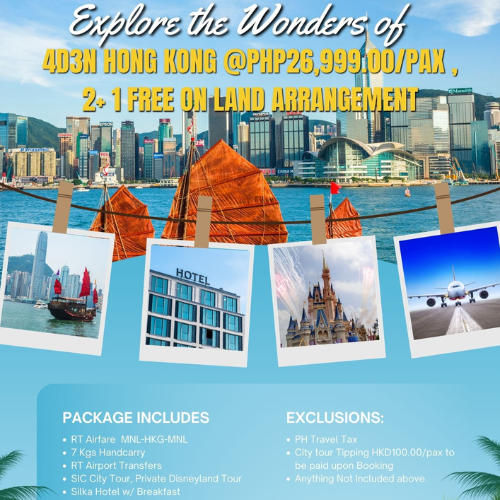 Explore the Wonders of
4D3N HONG KONG @PHP26,999.00/PAX ,
2+ 1 FREE ON LAND ARRANGEMENT
HOTEL
PACKAGE INCLUDES
• RT Airfare MNL-HKG-MNL
• 7 Kgs Handcarry
• RT Airport Transfers
• SIC City Tour, Private Disneyland Tour
• Silka Hotel w/ Breakfast
EXCLUSIONS:
• PH Travel Tax
• City tour Tipping HKD100.00/pax to
be paid upon Booking
• Anything Not Included above.